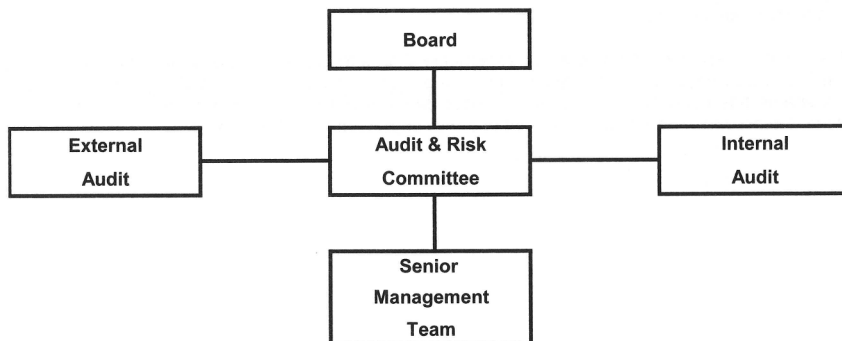 Board
External
Audit
Audit & Risk
Committee
Internal
Audit
Senior
Management
Team